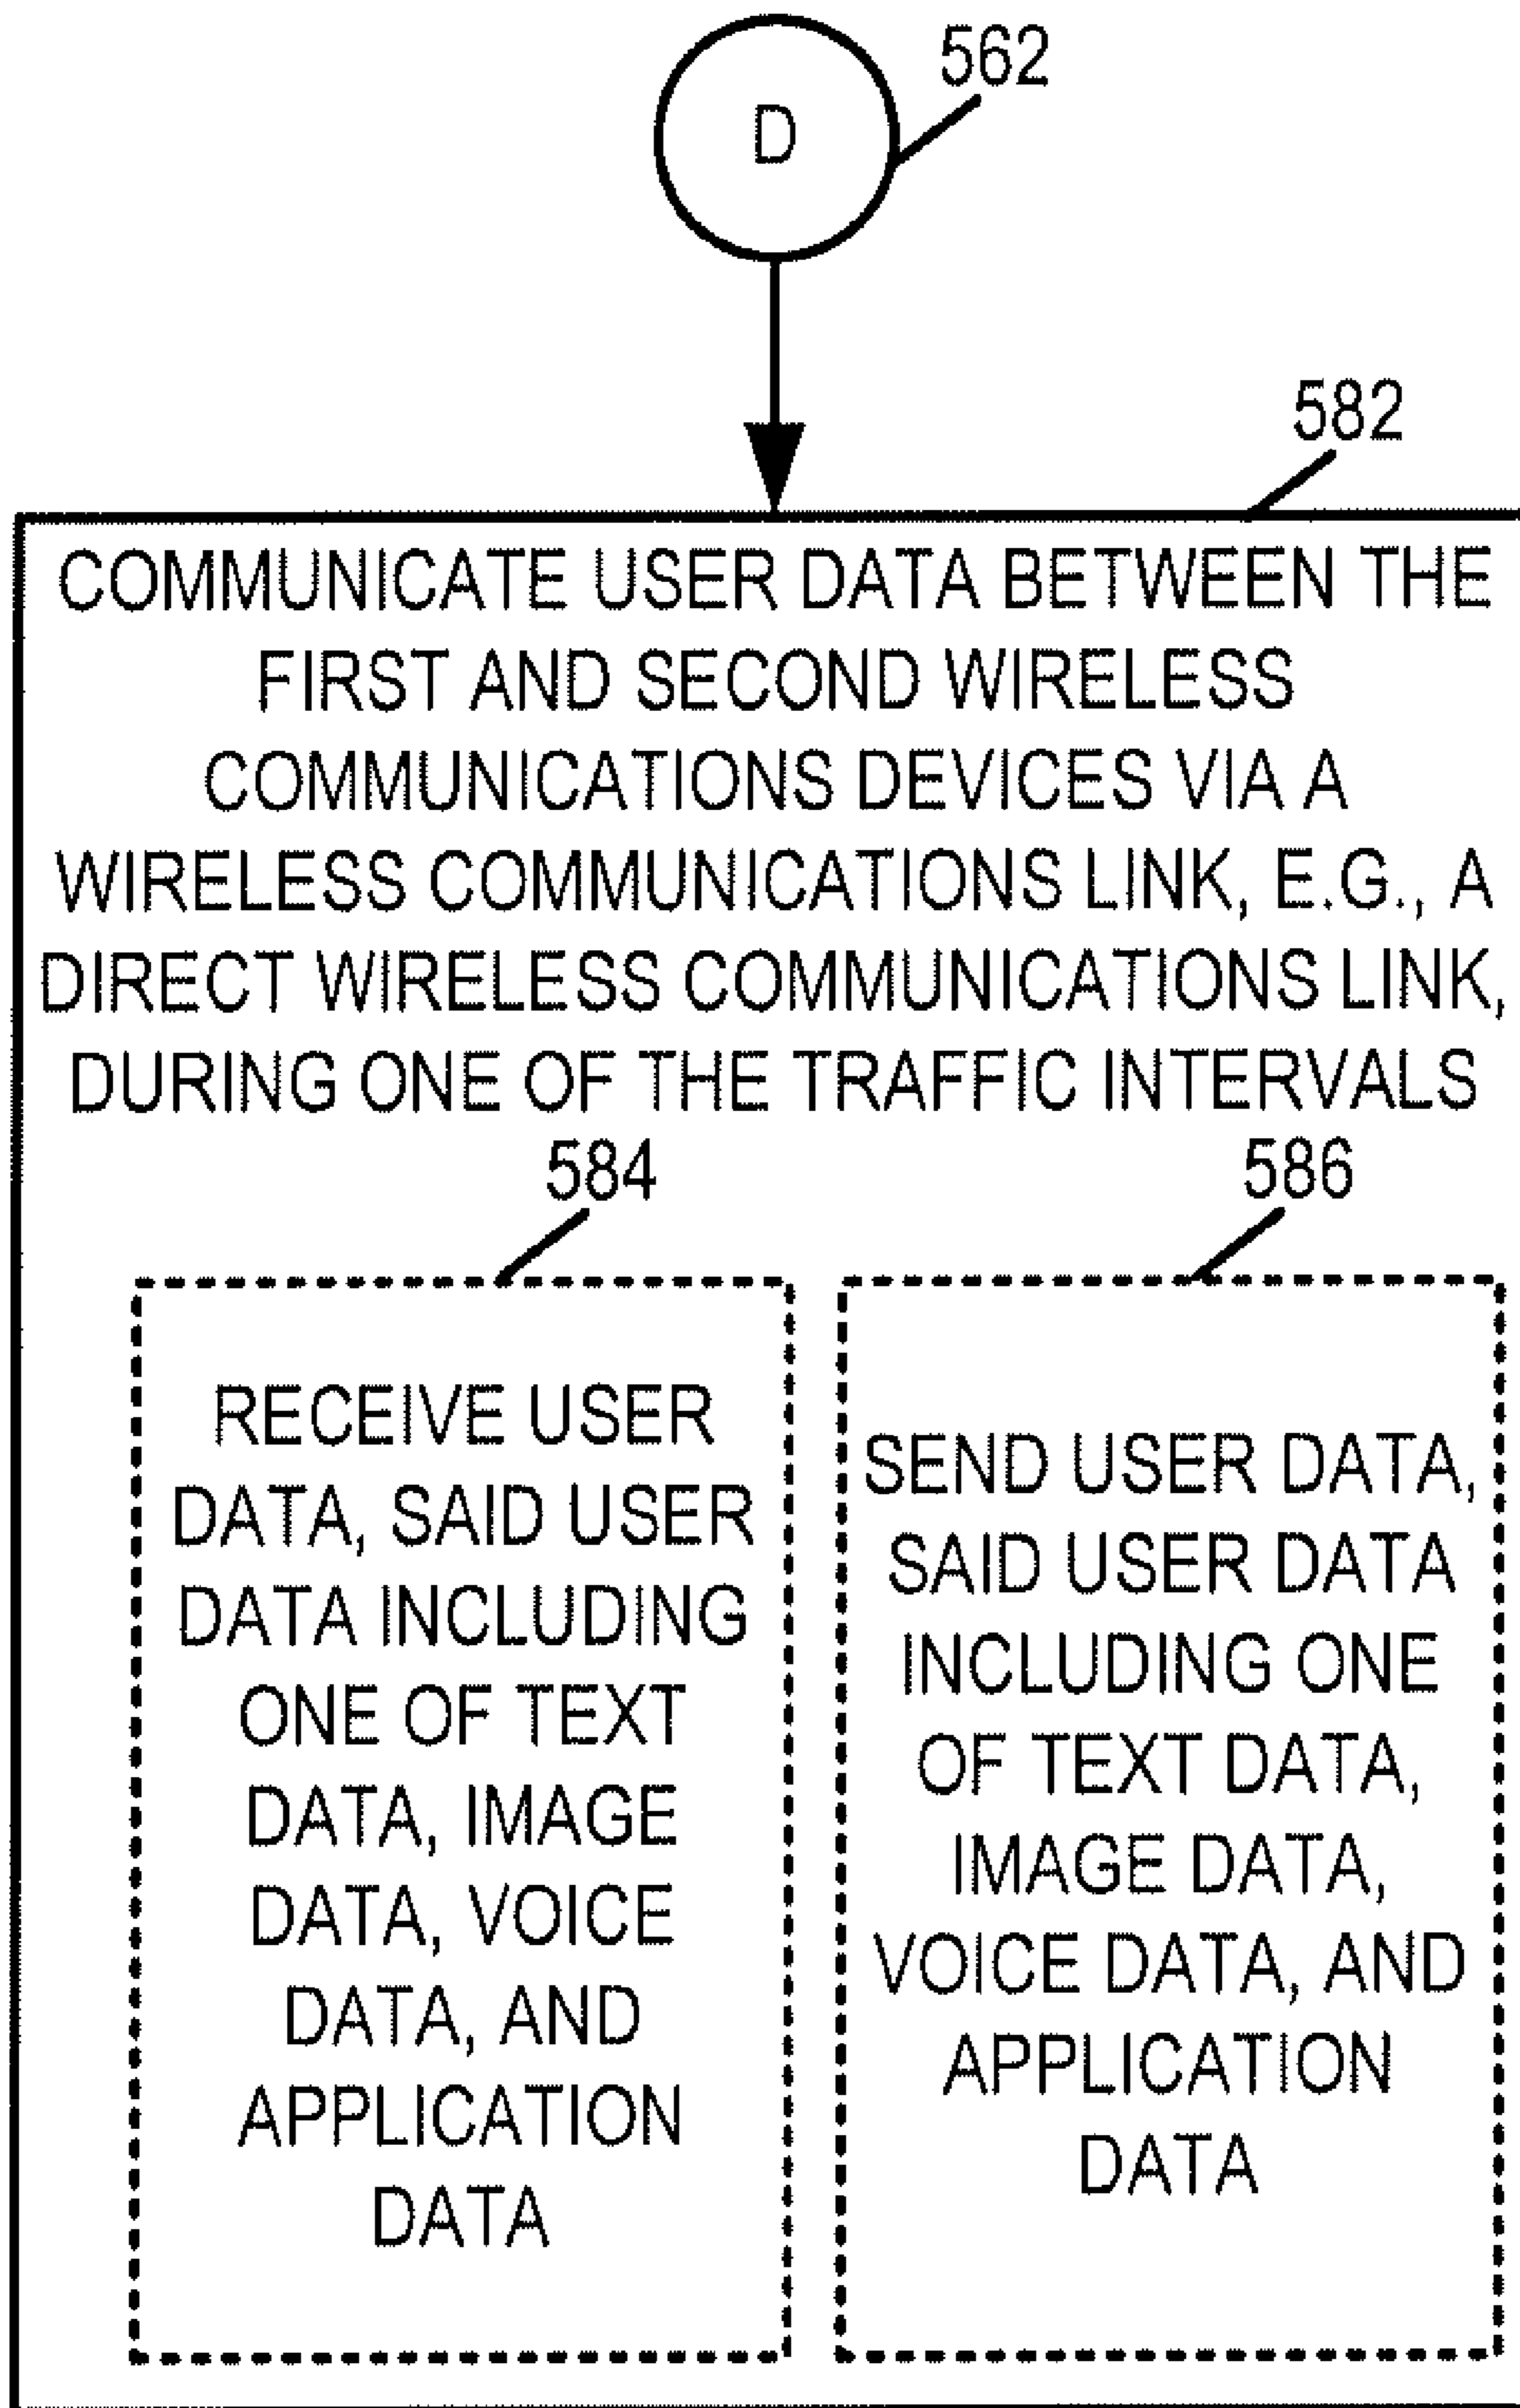 562
D
582
COMMUNICATE USER DATA BETWEEN THE
FIRST AND SECOND WIRELESS
COMMUNICATIONS DEVICES VIA A
WIRELESS COMMUNICATIONS LINK, E.G., A
DIRECT WIRELESS COMMUNICATIONS LINK,
DURING ONE OF THE TRAFFIC INTERVALS
584
RECEIVE USER
DATA, SAID USER
DATA INCLUDING
ONE OF TEXT
DATA, IMAGE
DATA, VOICE
DATA, AND
APPLICATION
DATA
586
SEND USER DATA,
SAID USER DATA
INCLUDING ONE
OF TEXT DATA,
IMAGE DATA,
VOICE DATA, AND
APPLICATION
DATA